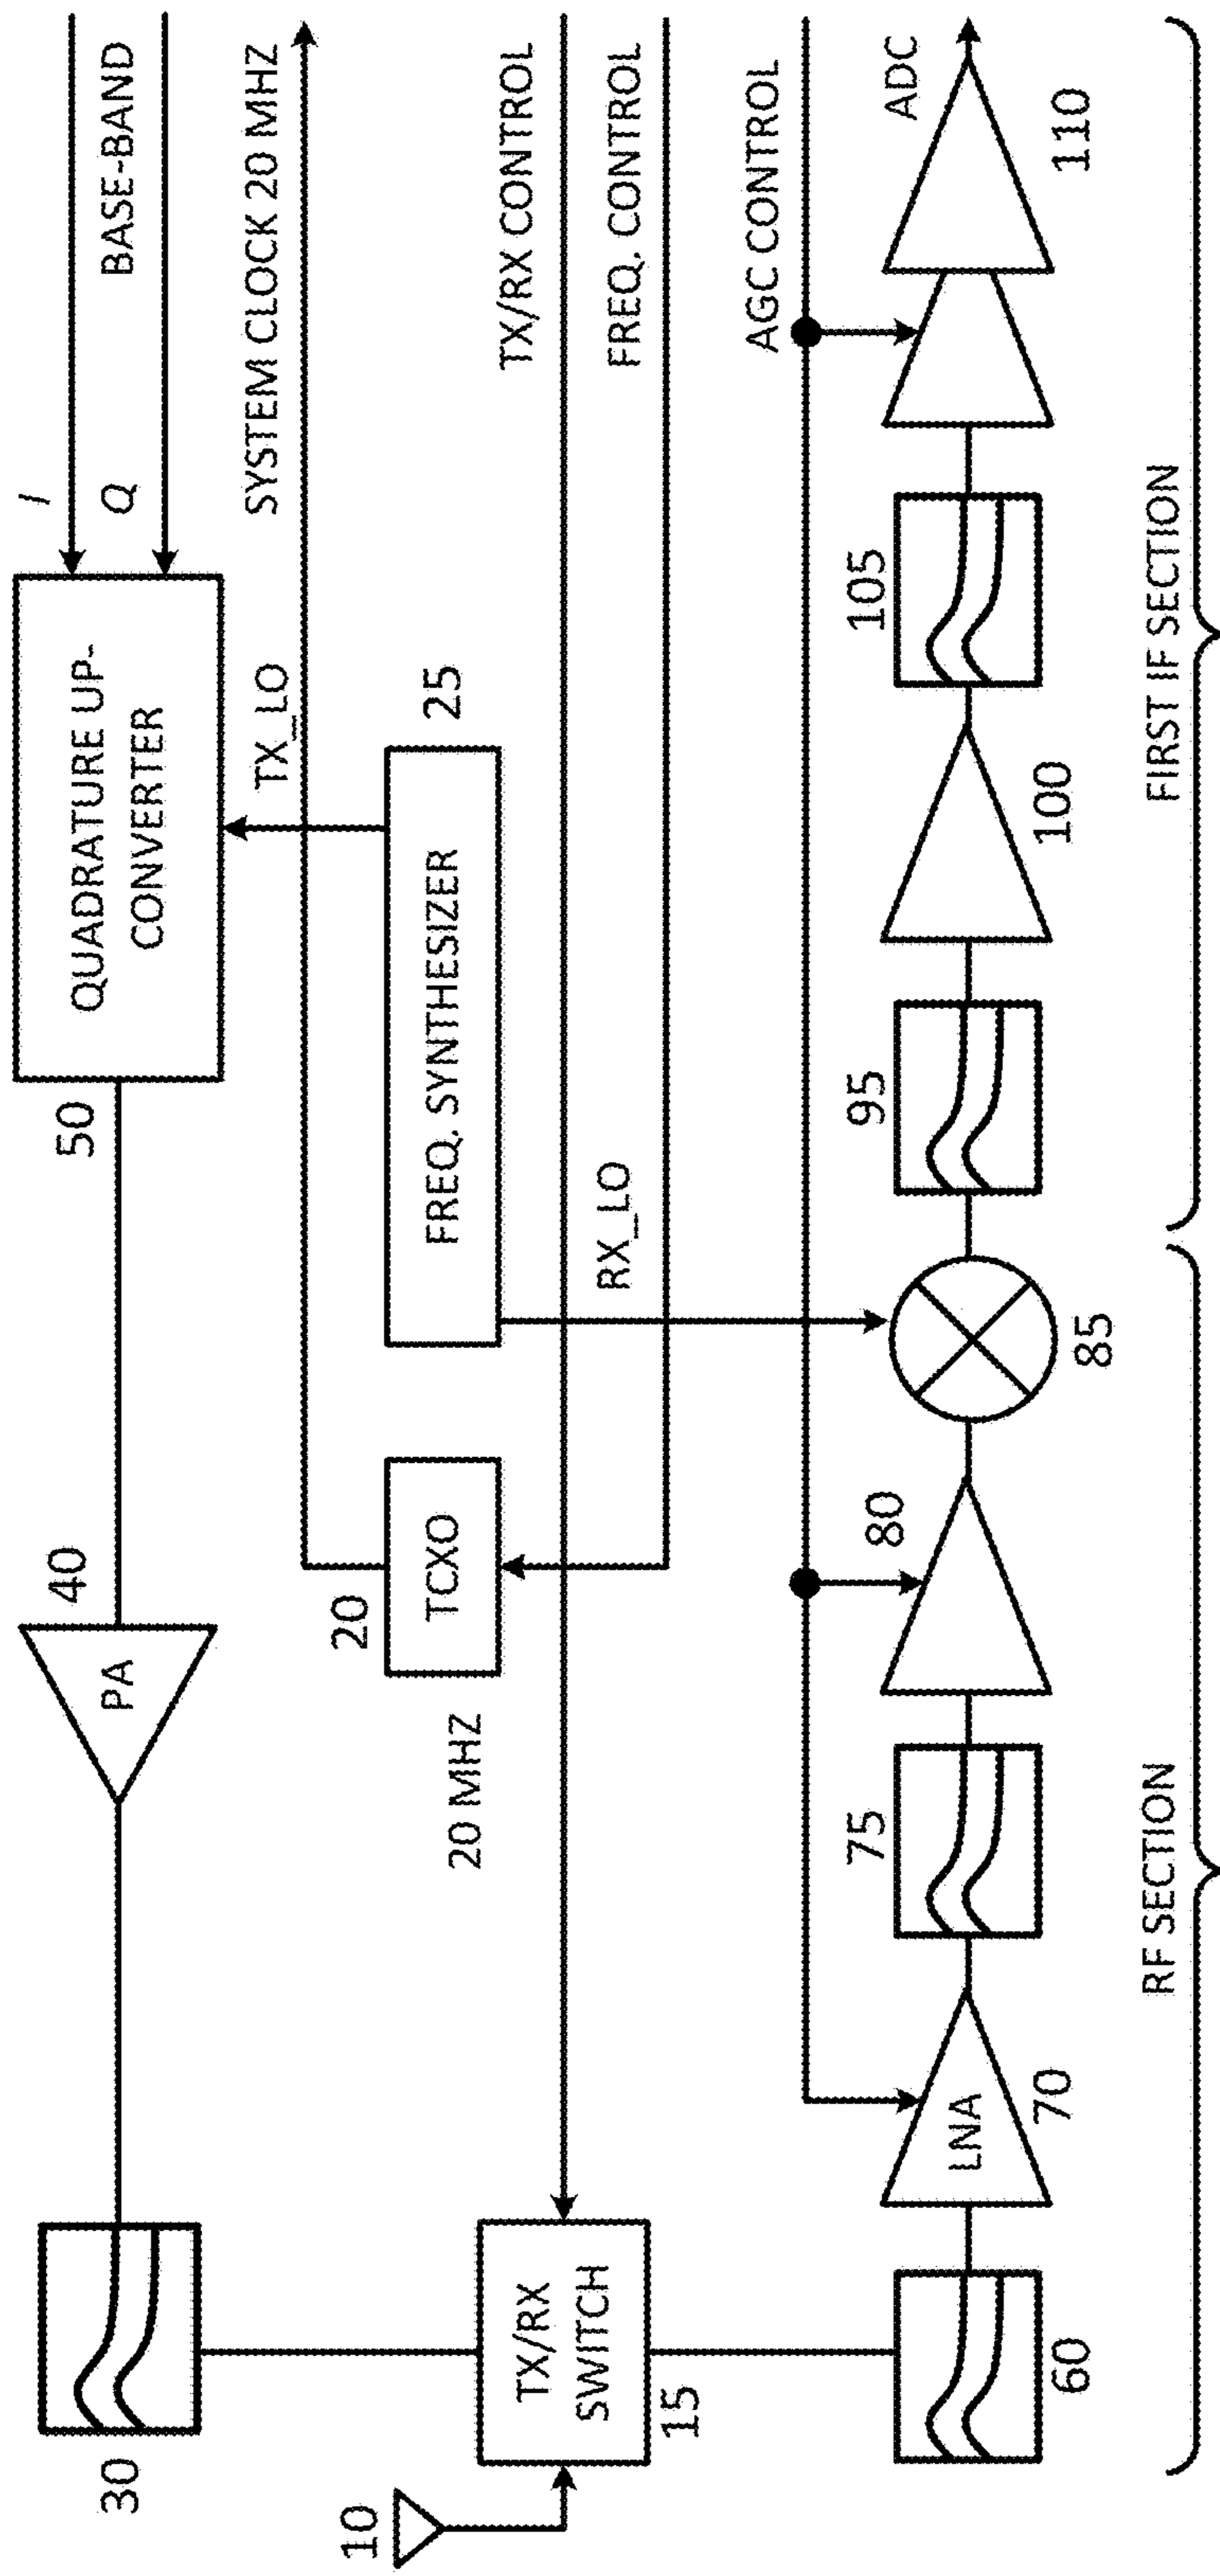 I
Q
BASE-BAND
QUADRATURE UP-
CONVERTER
50
40
PA
30
SYSTEM CLOCK 20 MHZ
TX_LO
25
FREQ. SYNTHESIZER
20
TCXO
20 MHZ
10
TX/RX CONTROL
FREQ. CONTROL
RX_LO
TX/RX
SWITCH
15
AGC CONTROL
ADC
60
LNA
70
75
80
85
95
100
105
110
RF SECTION
FIRST IF SECTION